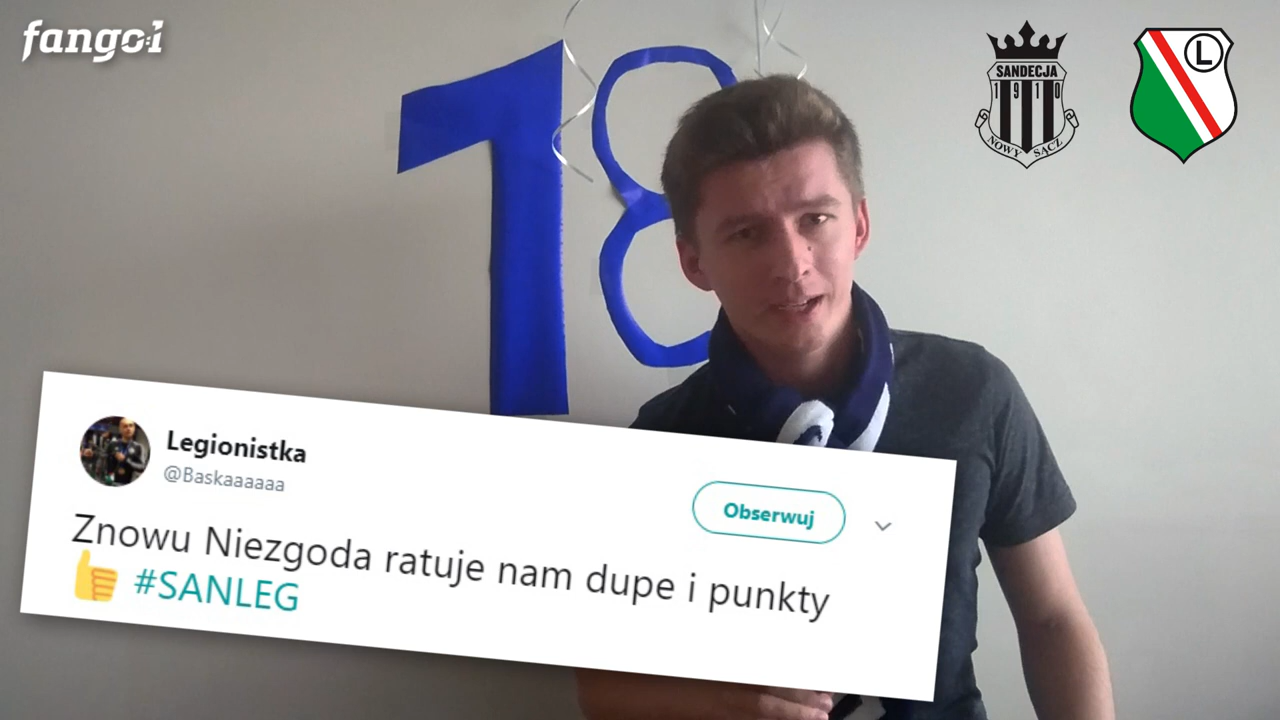 fangol
18
SANDECJA
1910
NOWY SĄCZ
L
Legionistka
@Baskaaaaaa
Obserwuj
Znowu Niezgoda ratuje nam dupe i punkty
👍 #SANLEG